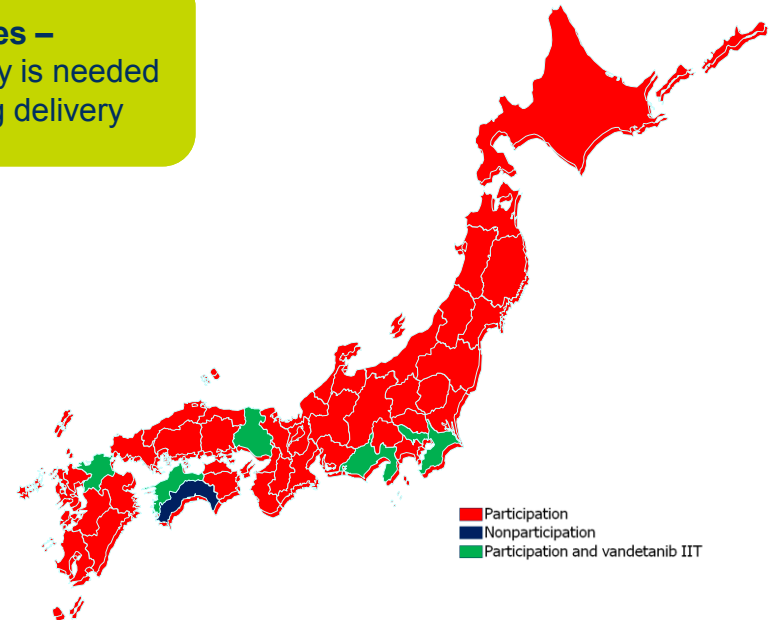 es –
y is needed
g delivery
Participation
Nonparticipation
Participation and vandetanib IIT